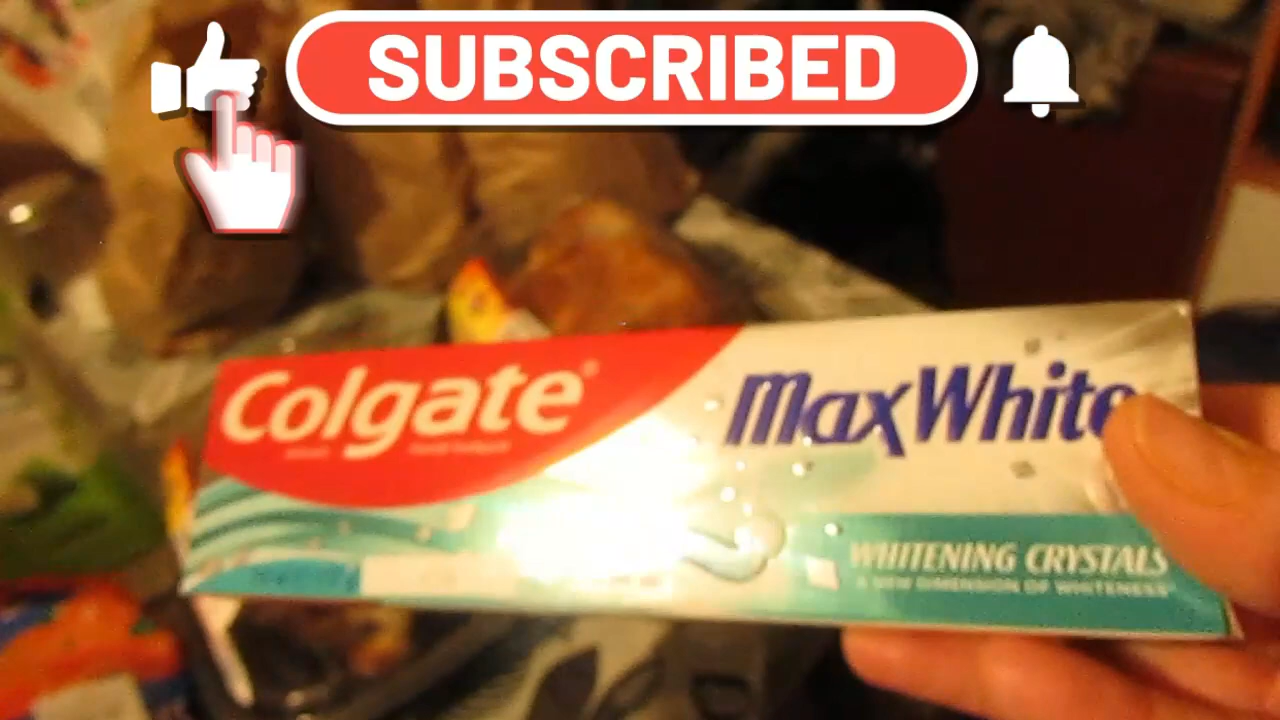 SUBSCRIBED
Colgate®
MaxWhite
WHITENING CRYSTALS
A NEW DIMENSION OF WHITENESS